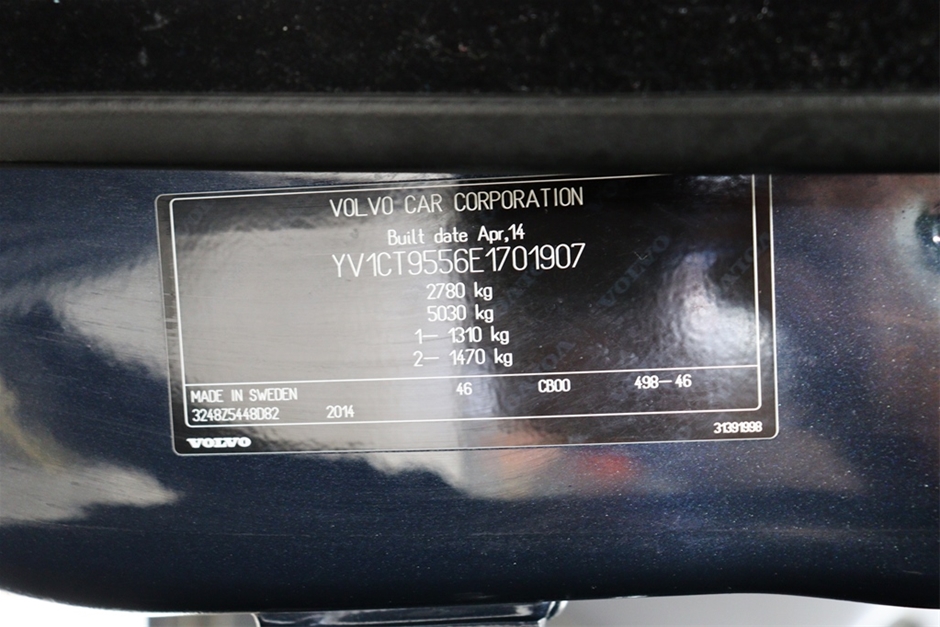 VOLVO CAR CORPORATION
Built date Apr,14
YV1CT9556E1701907
2780 kg
5030 kg
1– 1310 kg
2– 1470 kg
MADE IN SWEDEN 46 CB00 498–46
3248Z5448D82 2014
VOLVO 31391998